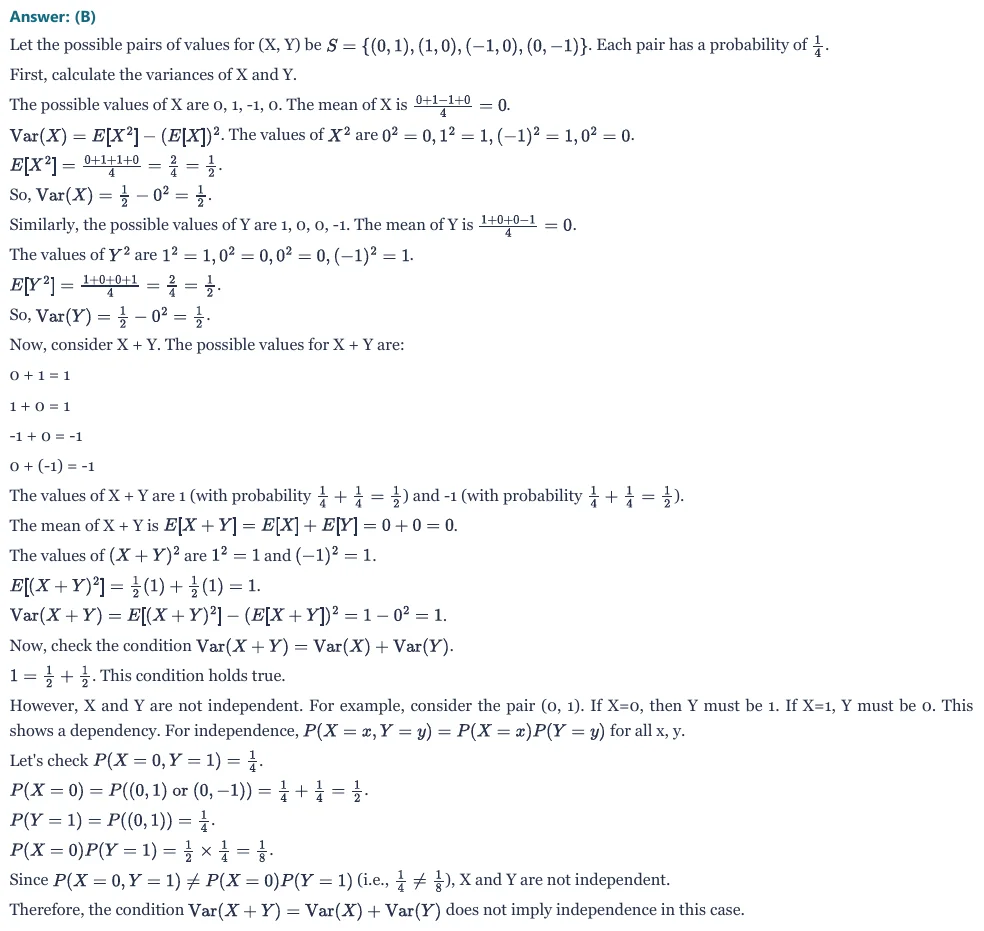 Answer: (B)
Let the possible pairs of values for (X, Y) be S = {(0, 1), (1, 0), (−1, 0), (0, −1)}. Each pair has a probability of 1/4.
First, calculate the variances of X and Y.
The possible values of X are 0, 1, -1, 0. The mean of X is (0+1−1+0)/4 = 0.
Var(X) = E[X²] − (E[X])². The values of X² are 0² = 0, 1² = 1, (−1)² = 1, 0² = 0.
E[X²] = (0+1+1+0)/4 = 2/4 = 1/2.
So, Var(X) = 1/2 − 0² = 1/2.
Similarly, the possible values of Y are 1, 0, 0, -1. The mean of Y is (1+0+0−1)/4 = 0.
The values of Y² are 1² = 1, 0² = 0, 0² = 0, (−1)² = 1.
E[Y²] = (1+0+0+1)/4 = 2/4 = 1/2.
So, Var(Y) = 1/2 − 0² = 1/2.
Now, consider X + Y. The possible values for X + Y are:
0 + 1 = 1
1 + 0 = 1
-1 + 0 = -1
0 + (-1) = -1
The values of X + Y are 1 (with probability 1/4 + 1/4 = 1/2) and -1 (with probability 1/4 + 1/4 = 1/2).
The mean of X + Y is E[X + Y] = E[X] + E[Y] = 0 + 0 = 0.
The values of (X + Y)² are 1² = 1 and (−1)² = 1.
E[(X + Y)²] = 1/2(1) + 1/2(1) = 1.
Var(X + Y) = E[(X + Y)²] − (E[X + Y])² = 1 − 0² = 1.
Now, check the condition Var(X + Y) = Var(X) + Var(Y).
1 = 1/2 + 1/2. This condition holds true.
However, X and Y are not independent. For example, consider the pair (0, 1). If X=0, then Y must be 1. If X=1, Y must be 0. This
shows a dependency. For independence, P(X = x, Y = y) = P(X = x)P(Y = y) for all x, y.
Let's check P(X = 0, Y = 1) = 1/4.
P(X = 0) = P((0, 1) or (0, −1)) = 1/4 + 1/4 = 1/2.
P(Y = 1) = P((0, 1)) = 1/4.
P(X = 0)P(Y = 1) = 1/2 × 1/4 = 1/8.
Since P(X = 0, Y = 1) ≠ P(X = 0)P(Y = 1) (i.e., 1/4 ≠ 1/8), X and Y are not independent.
Therefore, the condition Var(X + Y) = Var(X) + Var(Y) does not imply independence in this case.